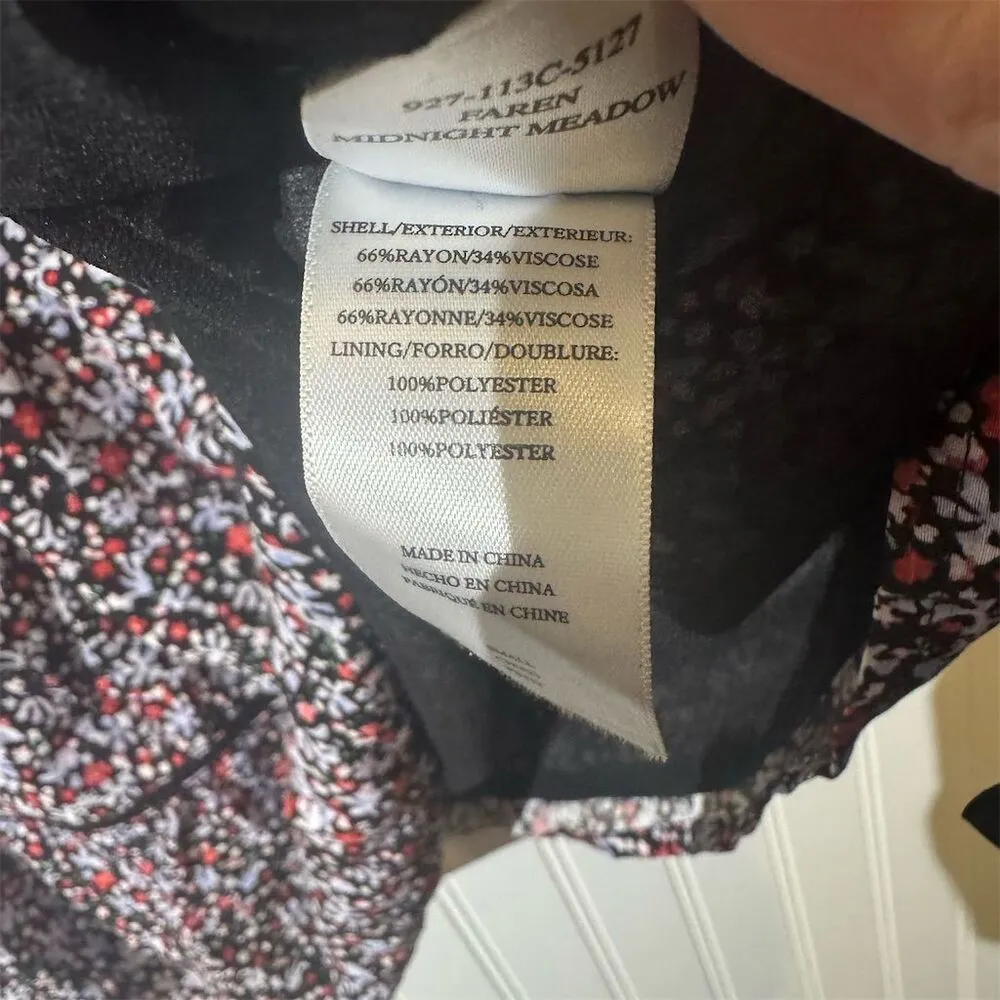 927-113C-5127
FAREN
MIDNIGHT MEADOW
SHELL/EXTERIOR/EXTERIEUR:
66%RAYON/34%VISCOSE
66%RAYÓN/34%VISCOSA
66%RAYONNE/34%VISCOSE
LINING/FORRO/DOUBLURE:
100%POLYESTER
100%POLIÉSTER
100%POLYESTER
MADE IN CHINA
HECHO EN CHINA
FABRIQUÉ EN CHINE